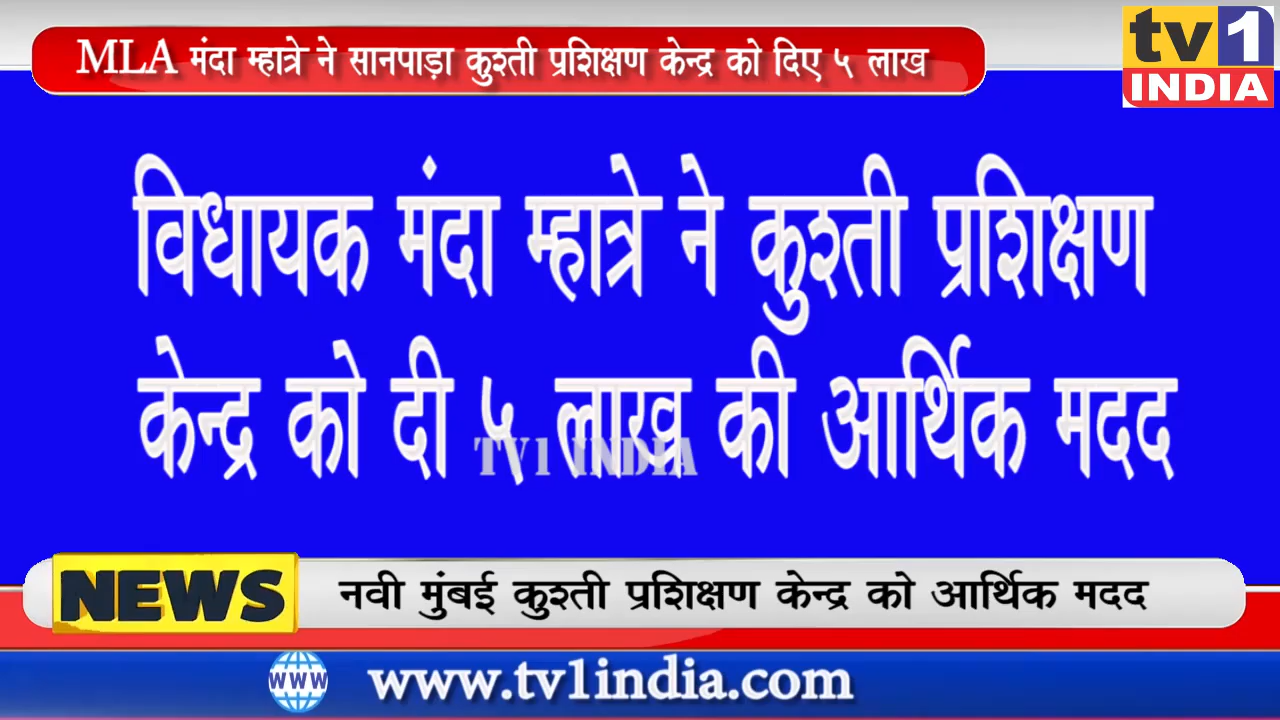 MLA मंदा म्हात्रे ने सानपाड़ा कुश्ती प्रशिक्षण केन्द्र को दिए ५ लाख
tv1
INDIA
विधायक मंदा म्हात्रे ने कुश्ती प्रशिक्षण
केन्द्र को दी ५ लाख की आर्थिक मदद
TV1 INDIA
NEWS
नवी मुंबई कुश्ती प्रशिक्षण केन्द्र को आर्थिक मदद
www
www.tv1india.com